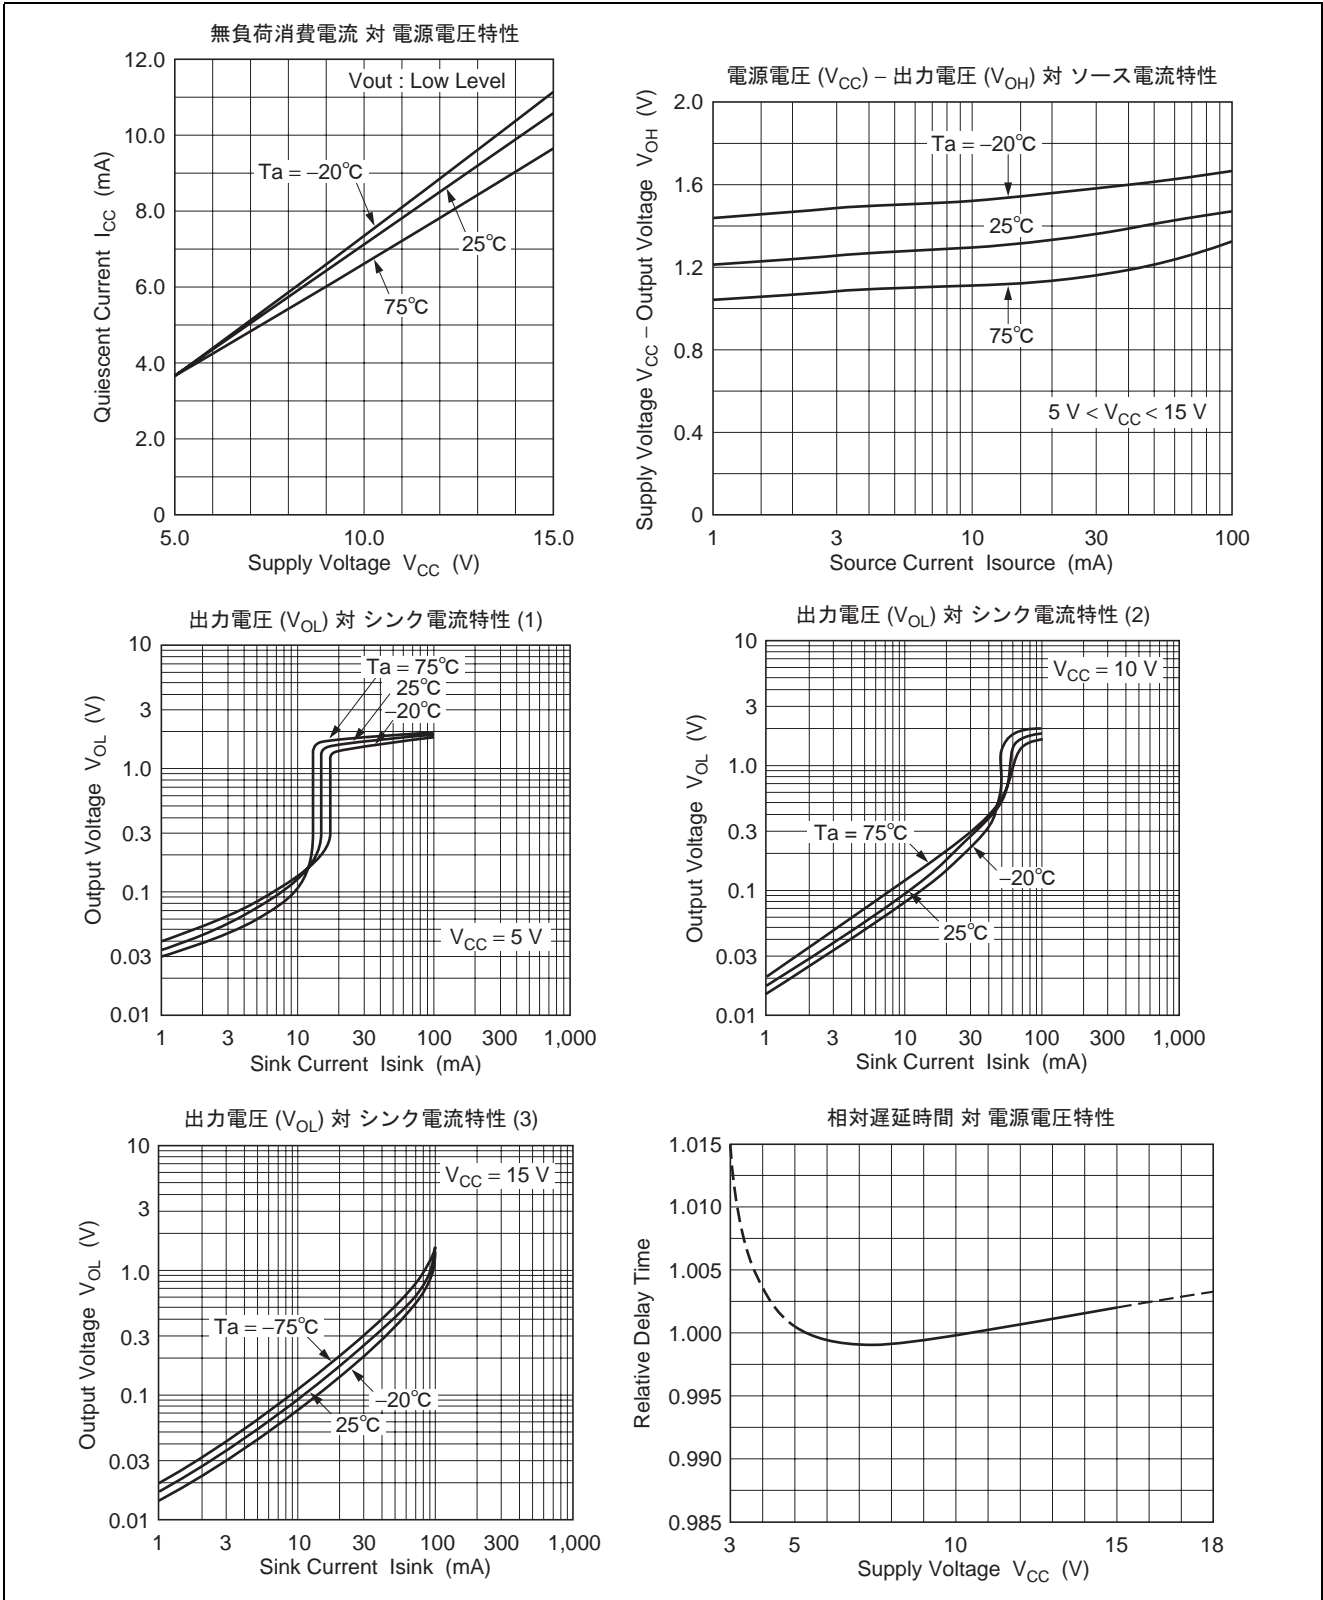 無負荷消費電流 対 電源電圧特性
12.0
10.0
8.0
6.0
4.0
2.0
0
Quiescent Current ICC (mA)
Vout : Low Level
Ta = –20°C
25°C
75°C
5.0 10.0 15.0
Supply Voltage VCC (V)
電源電圧 (VCC) – 出力電圧 (VOH) 対 ソース電流特性
2.0
1.6
1.2
0.8
0.4
0
Supply Voltage VCC – Output Voltage VOH (V)
Ta = –20°C
25°C
75°C
5 V < VCC < 15 V
1 3 10 30 100
Source Current Isource (mA)
出力電圧 (VOL) 対 シンク電流特性 (1)
10
3
1.0
0.3
0.1
0.03
0.01
Output Voltage VOL (V)
Ta = 75°C
25°C
–20°C
VCC = 5 V
1 3 10 30 100 300 1,000
Sink Current Isink (mA)
出力電圧 (VOL) 対 シンク電流特性 (2)
10
3
1.0
0.3
0.1
0.03
0.01
Output Voltage VOL (V)
VCC = 10 V
Ta = 75°C
–20°C
25°C
1 3 10 30 100 300 1,000
Sink Current Isink (mA)
出力電圧 (VOL) 対 シンク電流特性 (3)
10
3
1.0
0.3
0.1
0.03
0.01
Output Voltage VOL (V)
VCC = 15 V
Ta = –75°C
–20°C
25°C
1 3 10 30 100 300 1,000
Sink Current Isink (mA)
相対遅延時間 対 電源電圧特性
1.015
1.010
1.005
1.000
0.995
0.990
0.985
Relative Delay Time
3 5 10 15 18
Supply Voltage VCC (V)